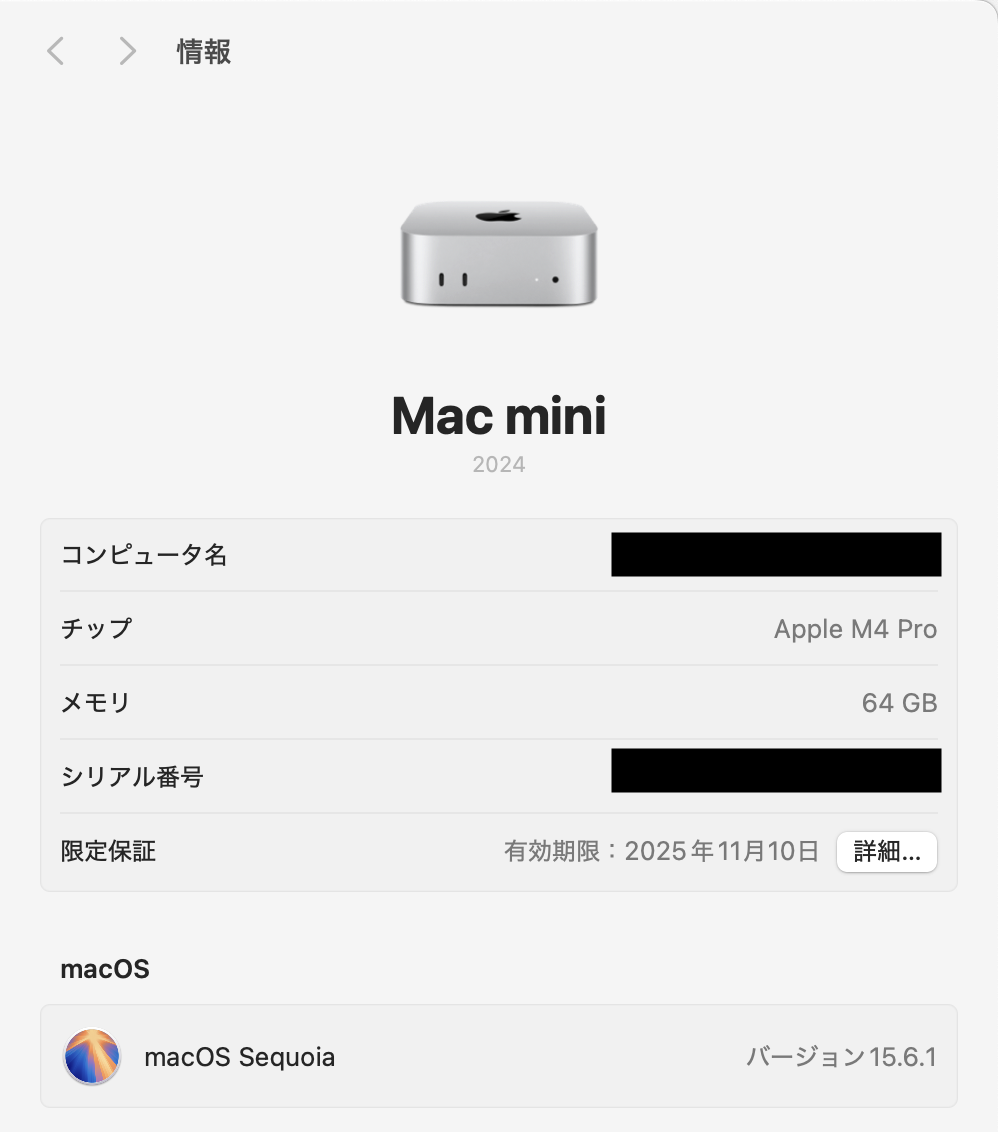 情報
Mac mini
2024
コンピュータ名
チップ Apple M4 Pro
メモリ 64 GB
シリアル番号
限定保証 有効期限：2025年11月10日 詳細...
macOS
macOS Sequoia バージョン15.6.1